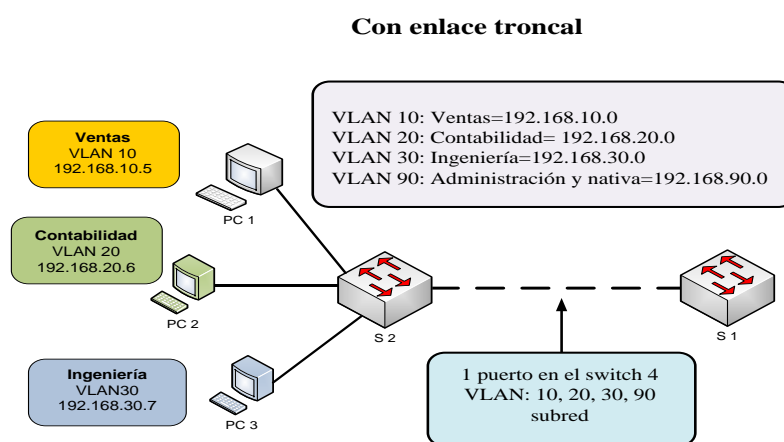 Con enlace troncal
VLAN 10: Ventas=192.168.10.0
VLAN 20: Contabilidad= 192.168.20.0
VLAN 30: Ingeniería=192.168.30.0
VLAN 90: Administración y nativa=192.168.90.0
Ventas
VLAN 10
192.168.10.5
PC 1
Contabilidad
VLAN 20
192.168.20.6
PC 2
Ingeniería
VLAN30
192.168.30.7
PC 3
S 2
S 1
1 puerto en el switch 4
VLAN: 10, 20, 30, 90
subred